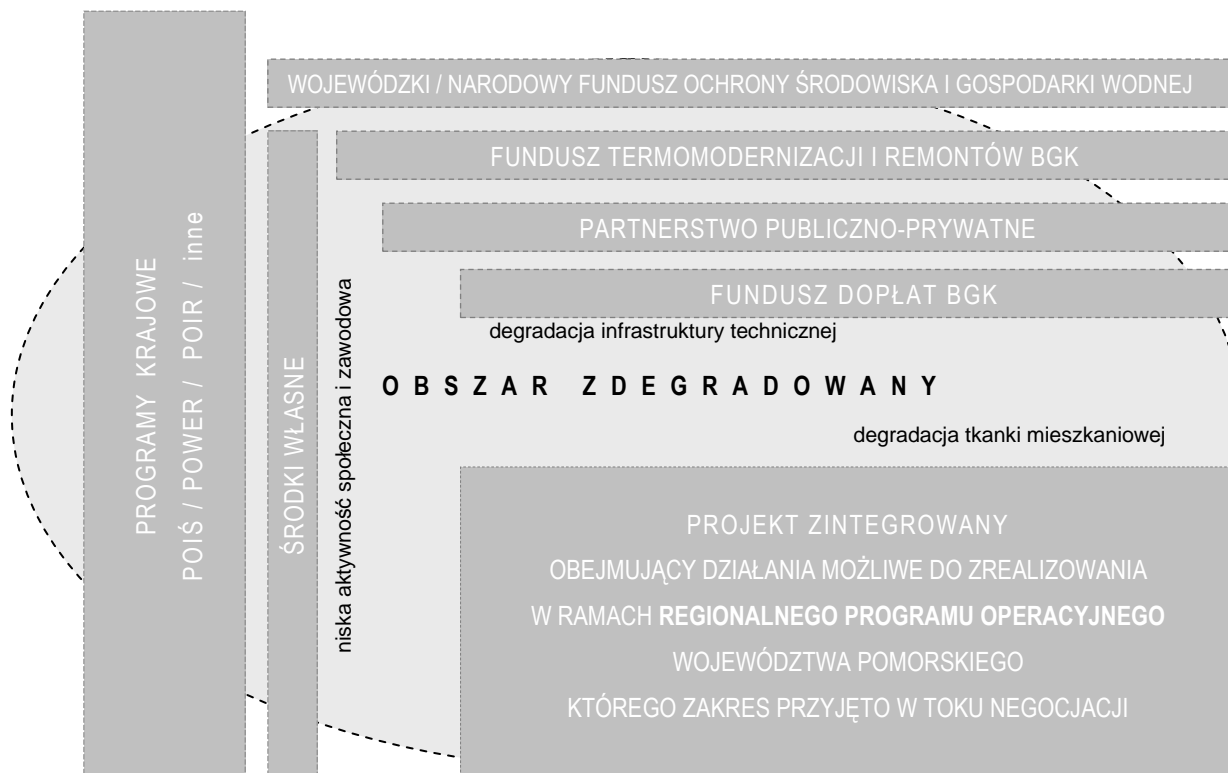 WOJEWÓDZKI / NARODOWY FUNDUSZ OCHRONY ŚRODOWISKA I GOSPODARKI WODNEJ
FUNDUSZ TERMOMODERNIZACJI I REMONTÓW BGK
PARTNERSTWO PUBLICZNO-PRYWATNE
FUNDUSZ DOPŁAT BGK
PROGRAMY KRAJOWE
POIŚ / POWER / POIR / inne
ŚRODKI WŁASNE
niska aktywność społeczna i zawodowa
degradacja infrastruktury technicznej
OBSZAR ZDEGRADOWANY
degradacja tkanki mieszkaniowej
PROJEKT ZINTEGROWANY
OBEJMUJĄCY DZIAŁANIA MOŻLIWE DO ZREALIZOWANIA
W RAMACH REGIONALNEGO PROGRAMU OPERACYJNEGO
WOJEWÓDZTWA POMORSKIEGO
KTÓREGO ZAKRES PRZYJĘTO W TOKU NEGOCJACJI